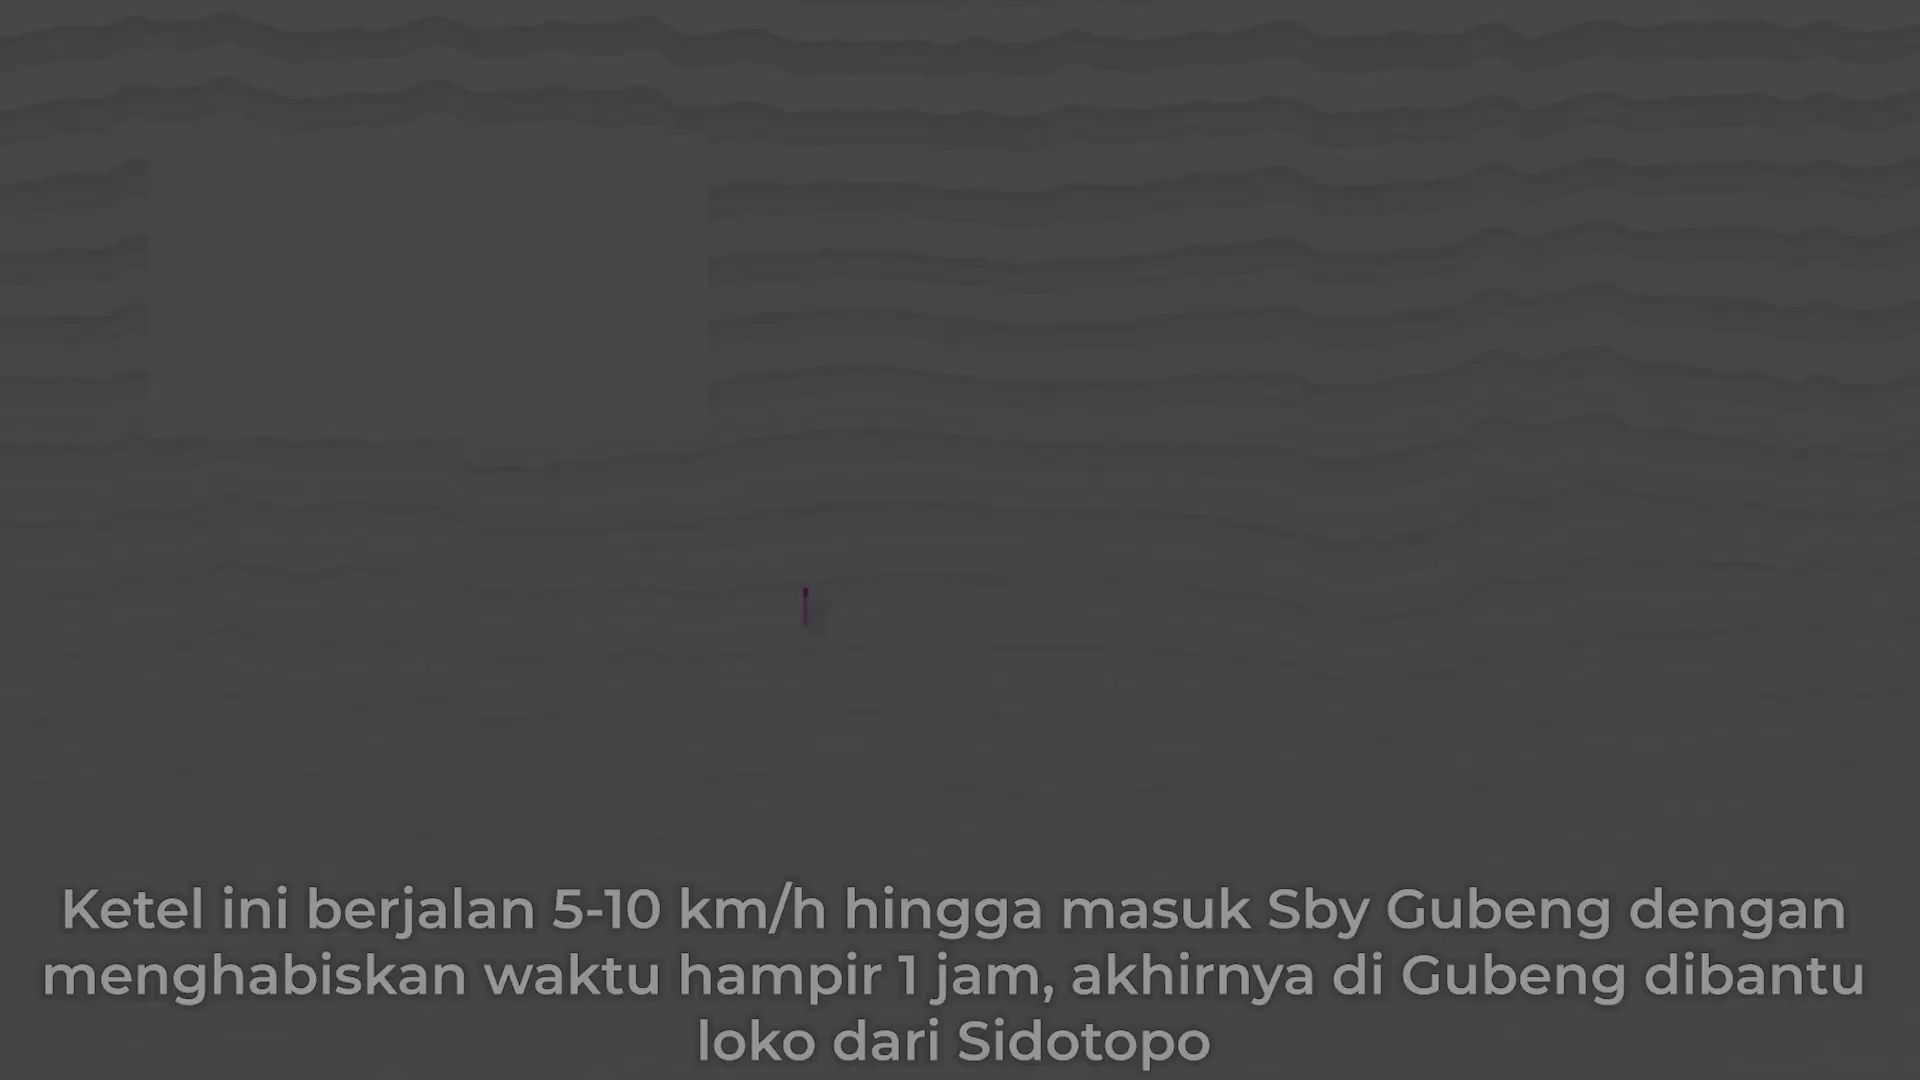 Ketel ini berjalan 5-10 km/h hingga masuk Sby Gubeng dengan
menghabiskan waktu hampir 1 jam, akhirnya di Gubeng dibantu
loko dari Sidotopo